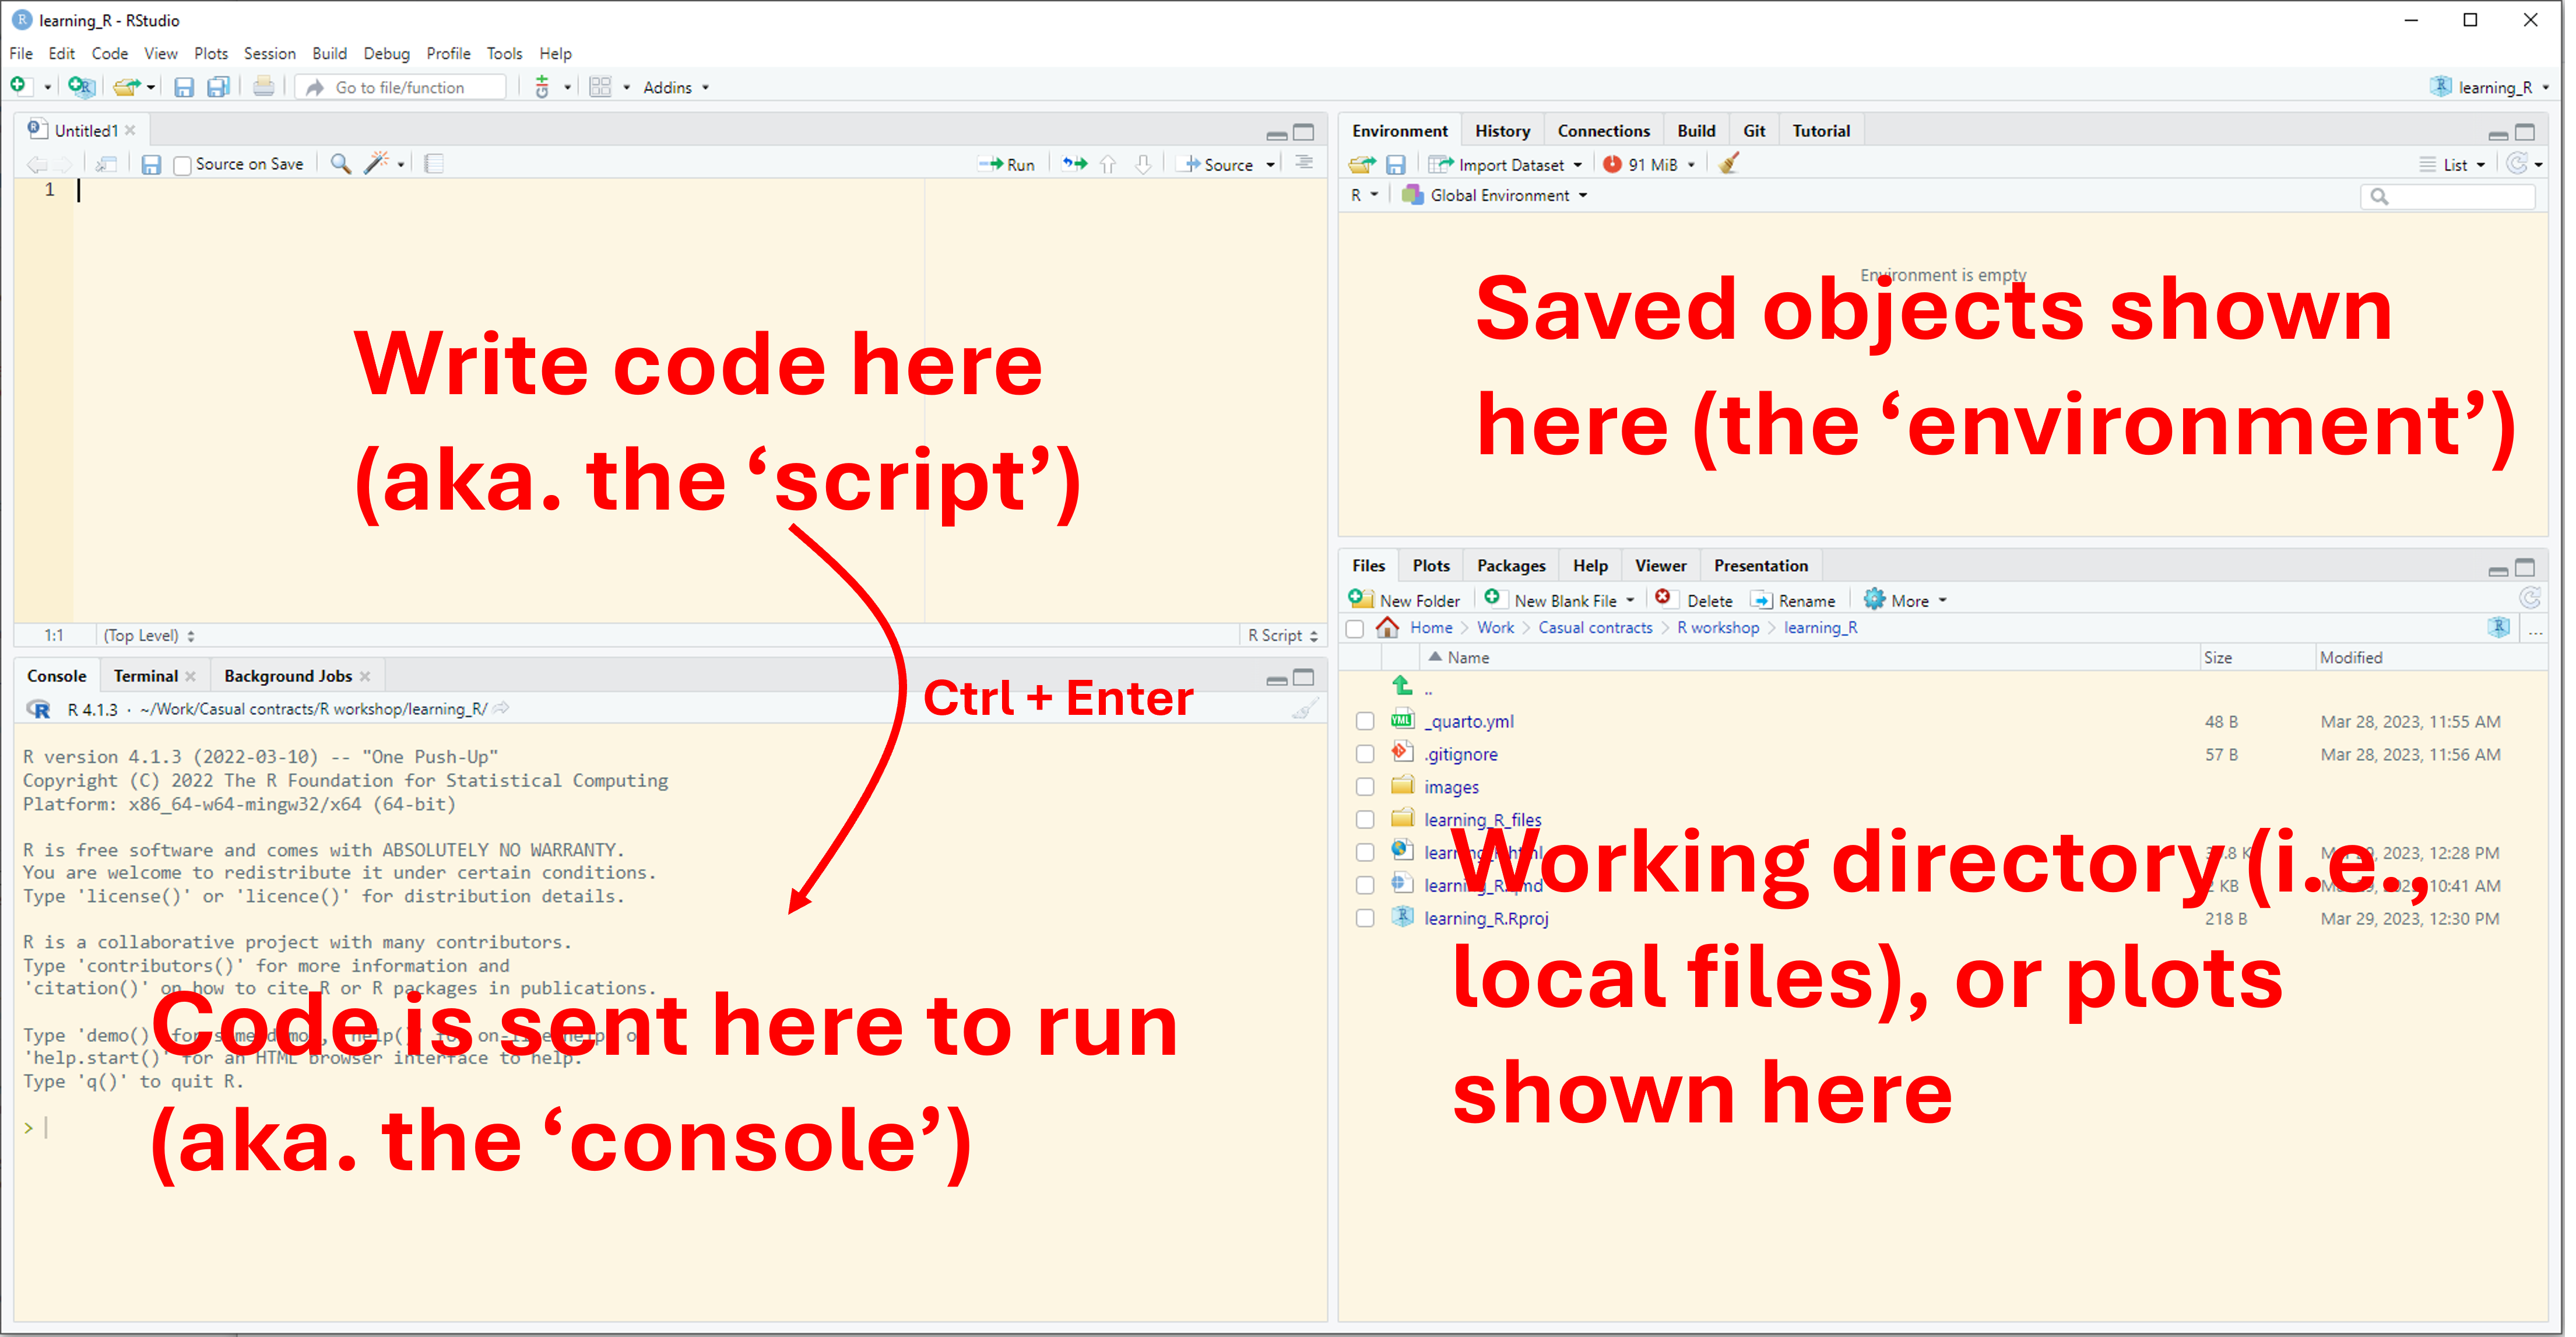 learning_R - RStudio
File Edit Code View Plots Session Build Debug Profile Tools Help
Go to file/function Addins learning_R
Untitled1
Source on Save Run Source
1
Write code here
(aka. the ‘script’)
1:1 (Top Level) R Script
Ctrl + Enter
Console Terminal Background Jobs
R 4.1.3 · ~/Work/Casual contracts/R workshop/learning_R/
R version 4.1.3 (2022-03-10) -- "One Push-Up"
Copyright (C) 2022 The R Foundation for Statistical Computing
Platform: x86_64-w64-mingw32/x64 (64-bit)
R is free software and comes with ABSOLUTELY NO WARRANTY.
You are welcome to redistribute it under certain conditions.
Type 'license()' or 'licence()' for distribution details.
R is a collaborative project with many contributors.
Type 'contributors()' for more information and
'citation()' on how to cite R or R packages in publications.
Type 'demo()' for some demos, 'help()' for on-line help, or
'help.start()' for an HTML browser interface to help.
Type 'q()' to quit R.
>
Code is sent here to run
(aka. the ‘console’)
Environment History Connections Build Git Tutorial
Import Dataset 91 MiB List
R Global Environment
Environment is empty
Saved objects shown
here (the ‘environment’)
Files Plots Packages Help Viewer Presentation
New Folder New Blank File Delete Rename More
Home > Work > Casual contracts > R workshop > learning_R ...
Name Size Modified
..
_quarto.yml 48 B Mar 28, 2023, 11:55 AM
.gitignore 57 B Mar 28, 2023, 11:56 AM
images
learning_R_files
learning_R.html 2023, 12:28 PM
learning_R.qmd KB 10:41 AM
learning_R.Rproj 218 B Mar 29, 2023, 12:30 PM
Working directory (i.e.,
local files), or plots
shown here